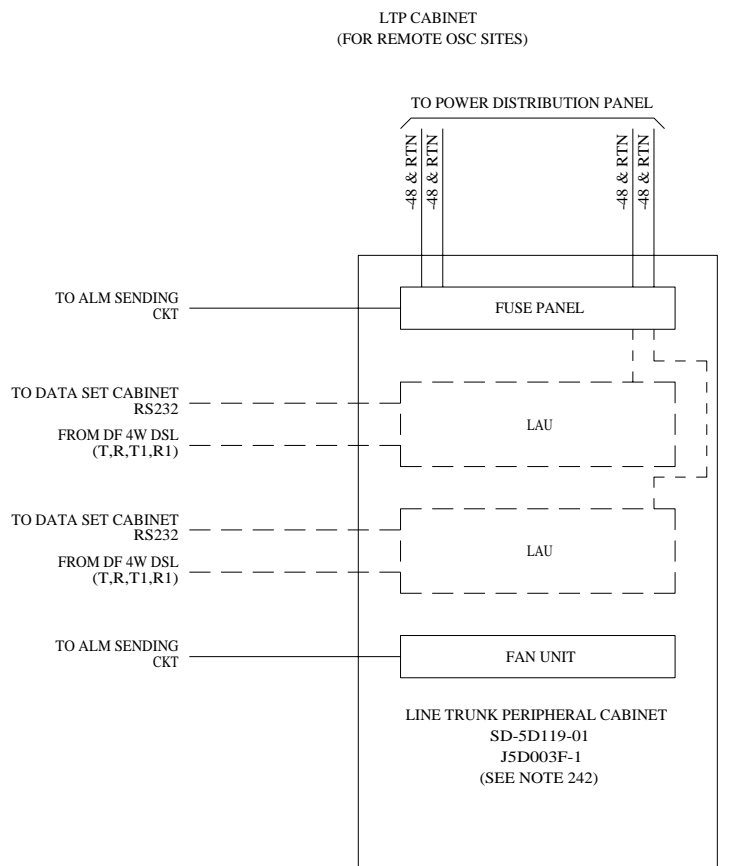 LTP CABINET
(FOR REMOTE OSC SITES)
TO POWER DISTRIBUTION PANEL
-48 & RTN
-48 & RTN
-48 & RTN
-48 & RTN
TO ALM SENDING
CKT
FUSE PANEL
TO DATA SET CABINET
RS232
LAU
FROM DF 4W DSL
(T,R,T1,R1)
TO DATA SET CABINET
RS232
LAU
FROM DF 4W DSL
(T,R,T1,R1)
TO ALM SENDING
CKT
FAN UNIT
LINE TRUNK PERIPHERAL CABINET
SD-5D119-01
J5D003F-1
(SEE NOTE 242)